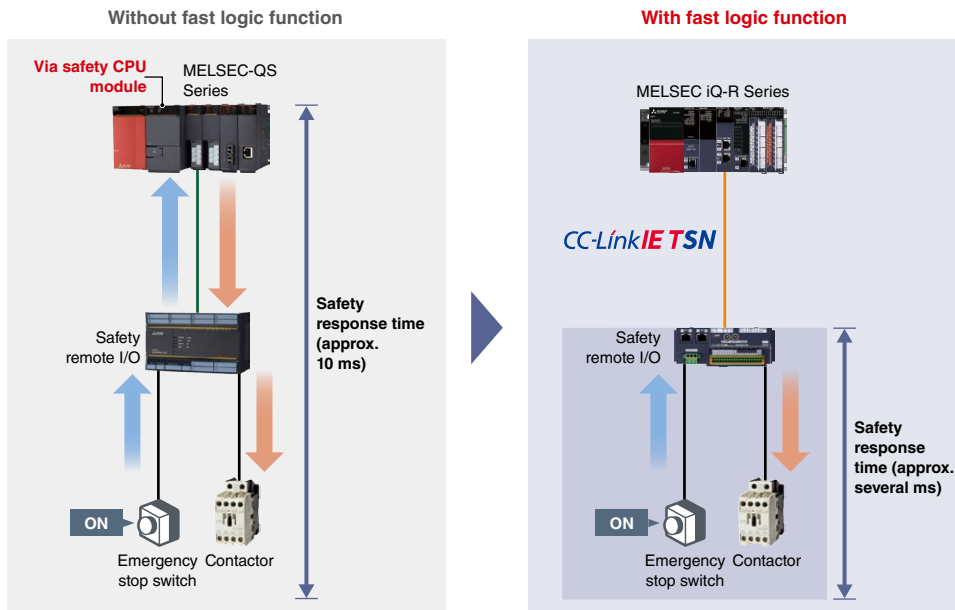 Without fast logic function
Via safety CPU
module
MELSEC-QS
Series
Safety
remote I/O
Safety
response time
(approx.
10 ms)
ON
Emergency
stop switch
Contactor
With fast logic function
MELSEC iQ-R Series
CC-Link IE TSN
Safety
remote I/O
Safety
response
time (approx.
several ms)
ON
Emergency
stop switch
Contactor